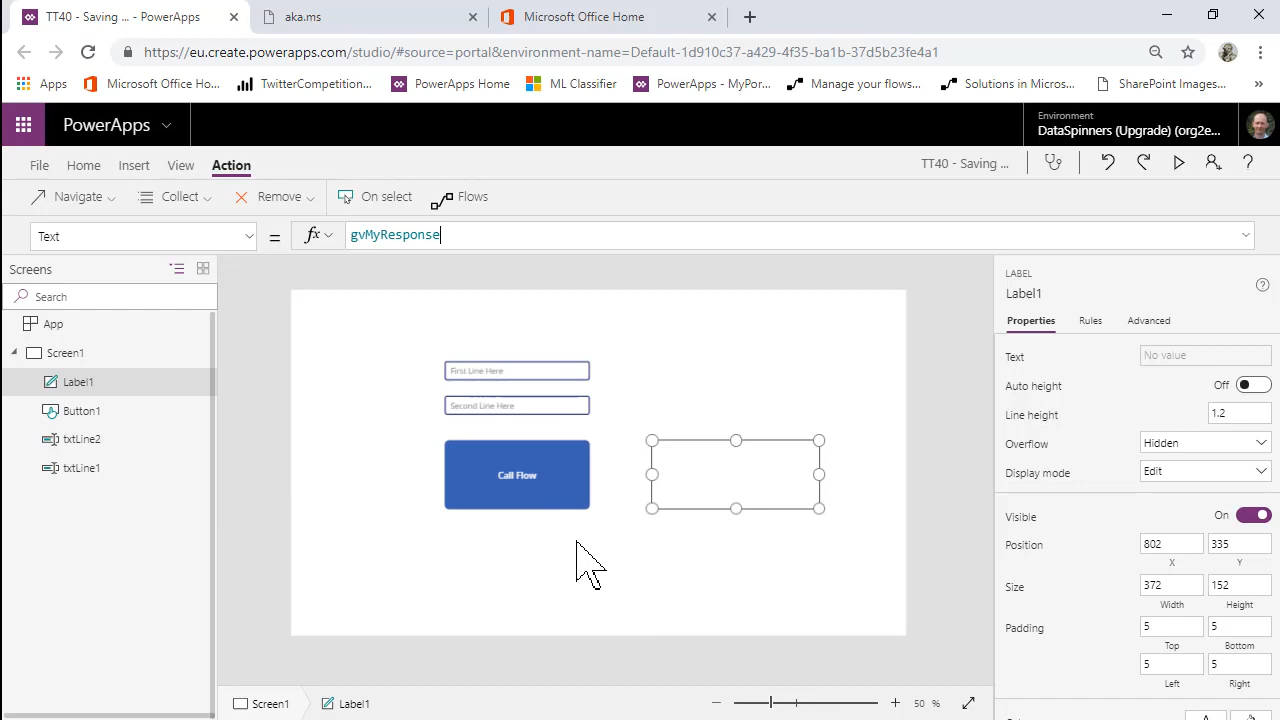 TT40 - Saving ... - PowerApps
aka.ms
Microsoft Office Home
https://eu.create.powerapps.com/studio/#source=portal&environment-name=Default-1d910c37-a429-4f35-ba1b-37d5b23fe4a1
Apps
Microsoft Office Ho...
TwitterCompetition...
PowerApps Home
ML Classifier
PowerApps - MyPor...
Manage your flows...
Solutions in Micros...
SharePoint Images...
»
PowerApps
Environment
DataSpinners (Upgrade) (org2e...
File Home Insert View Action
TT40 - Saving ...
Navigate Collect Remove On select Flows
Text = fx gvMyResponse
Screens
Search
App
Screen1
Label1
Button1
txtLine2
txtLine1
First Line Here
Second Line Here
Call Flow
LABEL
Label1
Properties Rules Advanced
Text No value
Auto height Off
Line height 1.2
Overflow Hidden
Display mode Edit
Visible On
Position 802 335
X Y
Size 372 152
Width Height
Padding 5 5
Top Bottom
5 5
Left Right
Screen1 Label1
50 %